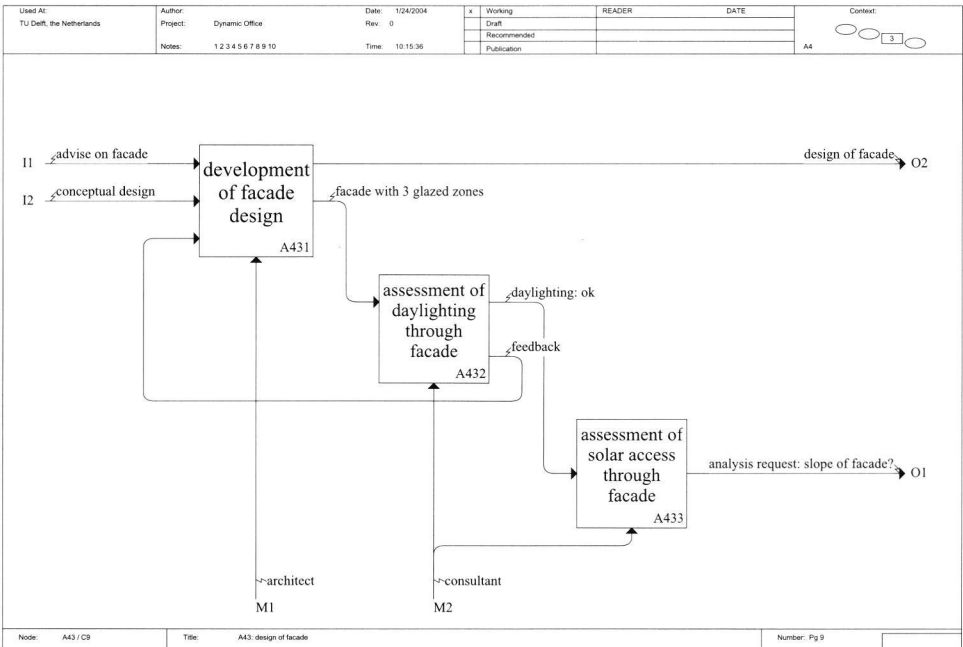 Used At:
TU Delft, the Netherlands
Author:
Project: Dynamic Office
Notes: 1 2 3 4 5 6 7 8 9 10
Date: 1/24/2004
Rev: 0
Time: 10:15:36
x Working
Draft
Recommended
Publication
READER DATE
Context:
3
A4
I1 advise on facade
I2 conceptual design
development
of facade
design
A431
design of facade O2
facade with 3 glazed zones
assessment of
daylighting
through
facade
A432
daylighting: ok
feedback
assessment of
solar access
through
facade
A433
analysis request: slope of facade? O1
architect
M1
consultant
M2
Node: A43 / C9
Title: A43: design of facade
Number: Pg 9